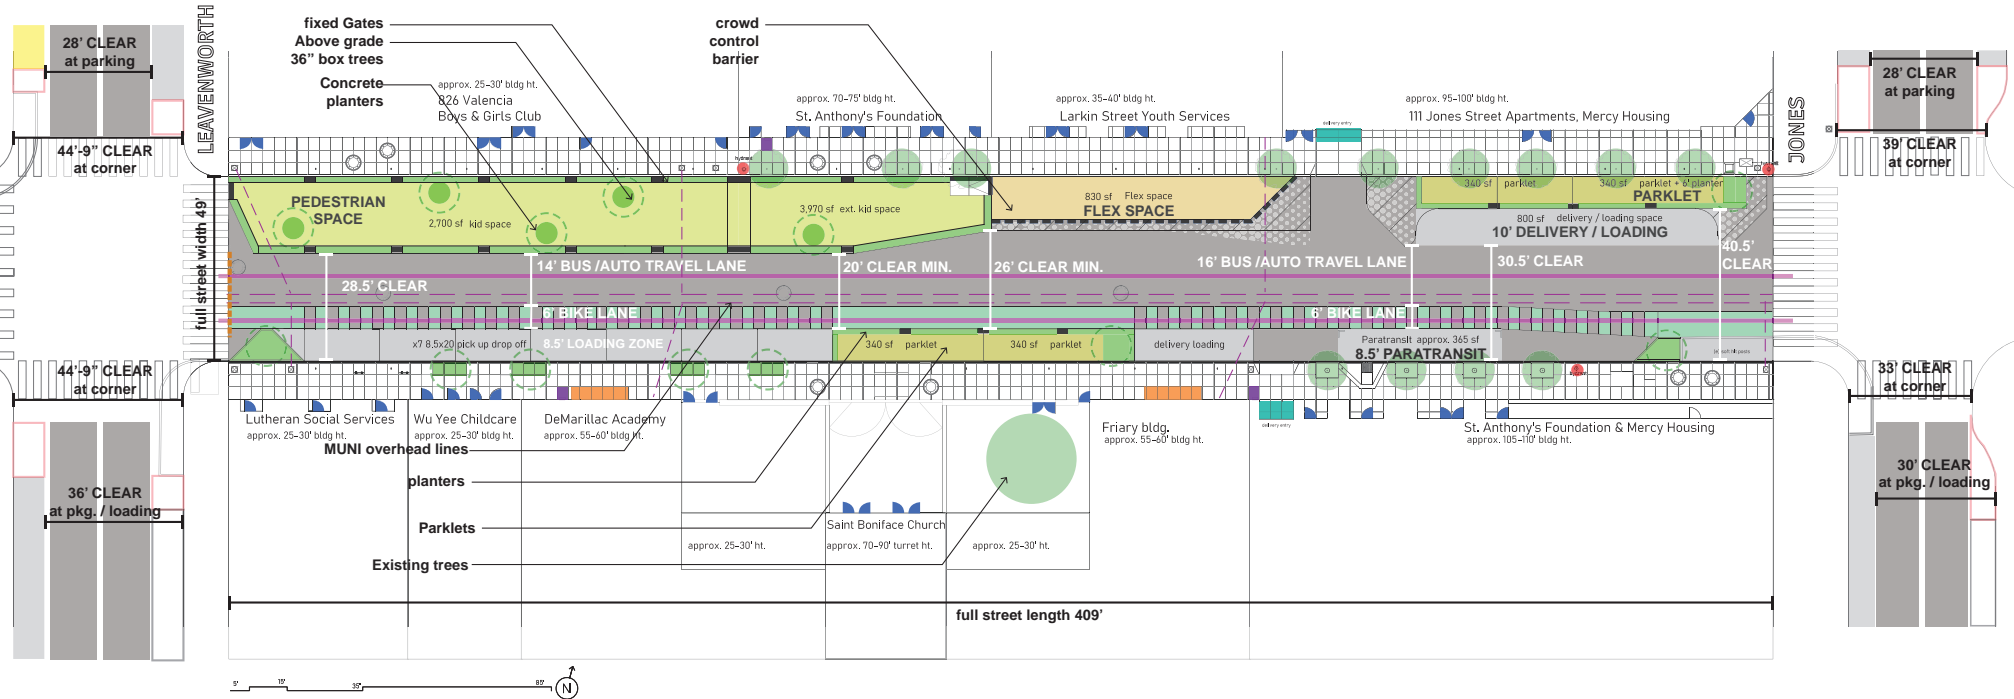 fixed Gates
Above grade
36” box trees
Concrete
planters
crowd
control
barrier
28’ CLEAR
at parking
44’-9” CLEAR
at corner
LEAVENWORTH
approx. 25-30' bldg ht.
826 Valencia
Boys & Girls Club
approx. 70-75' bldg ht.
St. Anthony's Foundation
approx. 35-40' bldg ht.
Larkin Street Youth Services
approx. 95-100' bldg ht.
111 Jones Street Apartments, Mercy Housing
delivery entry
JONES
28’ CLEAR
at parking
39’ CLEAR
at corner
hydrant
full street width 49’
PEDESTRIAN
SPACE
2,700 sf kid space
3,970 sf ext. kid space
830 sf Flex space
FLEX SPACE
340 sf parklet
340 sf parklet + 6' planter
PARKLET
800 sf delivery / loading space
10’ DELIVERY / LOADING
40.5’
CLEAR
14’ BUS /AUTO TRAVEL LANE
20’ CLEAR MIN.
26’ CLEAR MIN.
16’ BUS /AUTO TRAVEL LANE
30.5’ CLEAR
28.5’ CLEAR
6’ BIKE LANE
6’ BIKE LANE
x7 8.5x20 pick up drop off
8.5’ LOADING ZONE
340 sf parklet
340 sf parklet
delivery loading
Paratransit approx. 365 sf
8.5’ PARATRANSIT
44’-9” CLEAR
at corner
33’ CLEAR
at corner
Lutheran Social Services
approx. 25-30' bldg ht.
Wu Yee Childcare
approx. 25-30' bldg ht.
DeMarillac Academy
approx. 55-60' bldg ht.
Friary bldg.
approx. 55-60' bldg ht.
delivery entry
St. Anthony's Foundation & Mercy Housing
approx. 105-110' bldg ht.
MUNI overhead lines
planters
Parklets
Existing trees
Saint Boniface Church
approx. 25-30' ht.
approx. 70-90' turret ht.
approx. 25-30' ht.
36’ CLEAR
at pkg. / loading
30’ CLEAR
at pkg. / loading
full street length 409’
5' 15' 35' 85'
N